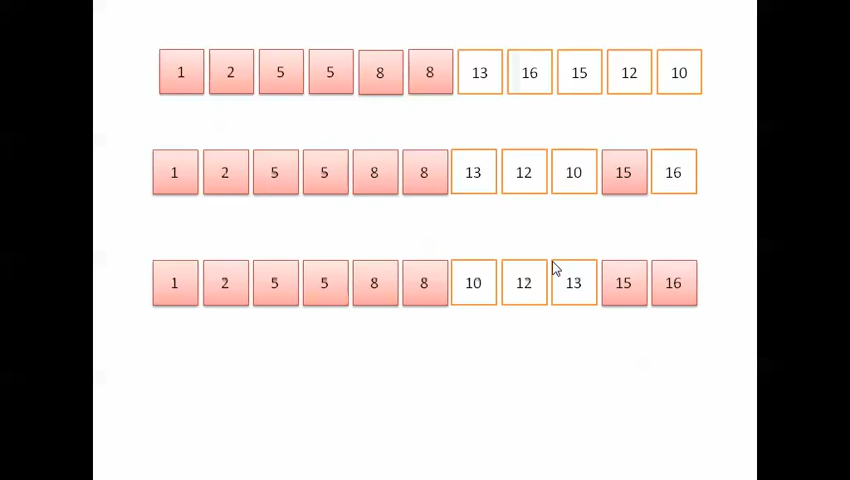 1 2 5 5 8 8 13 16 15 12 10
1 2 5 5 8 8 13 12 10 15 16
1 2 5 5 8 8 10 12 13 15 16